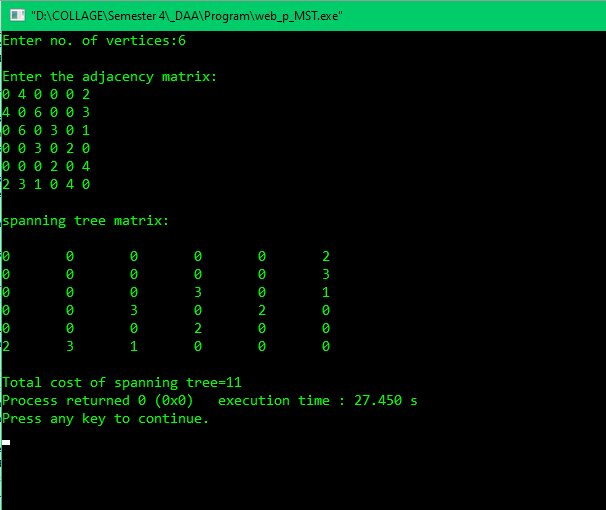 "D:\COLLAGE\Semester 4\_DAA\Program\web_p_MST.exe"
Enter no. of vertices:6
Enter the adjacency matrix:
0 4 0 0 0 2
4 0 6 0 0 3
0 6 0 3 0 1
0 0 3 0 2 0
0 0 0 2 0 4
2 3 1 0 4 0
spanning tree matrix:
0 0 0 0 0 2
0 0 0 0 0 3
0 0 0 3 0 1
0 0 3 0 2 0
0 0 0 2 0 0
2 3 1 0 0 0
Total cost of spanning tree=11
Process returned 0 (0x0) execution time : 27.450 s
Press any key to continue.